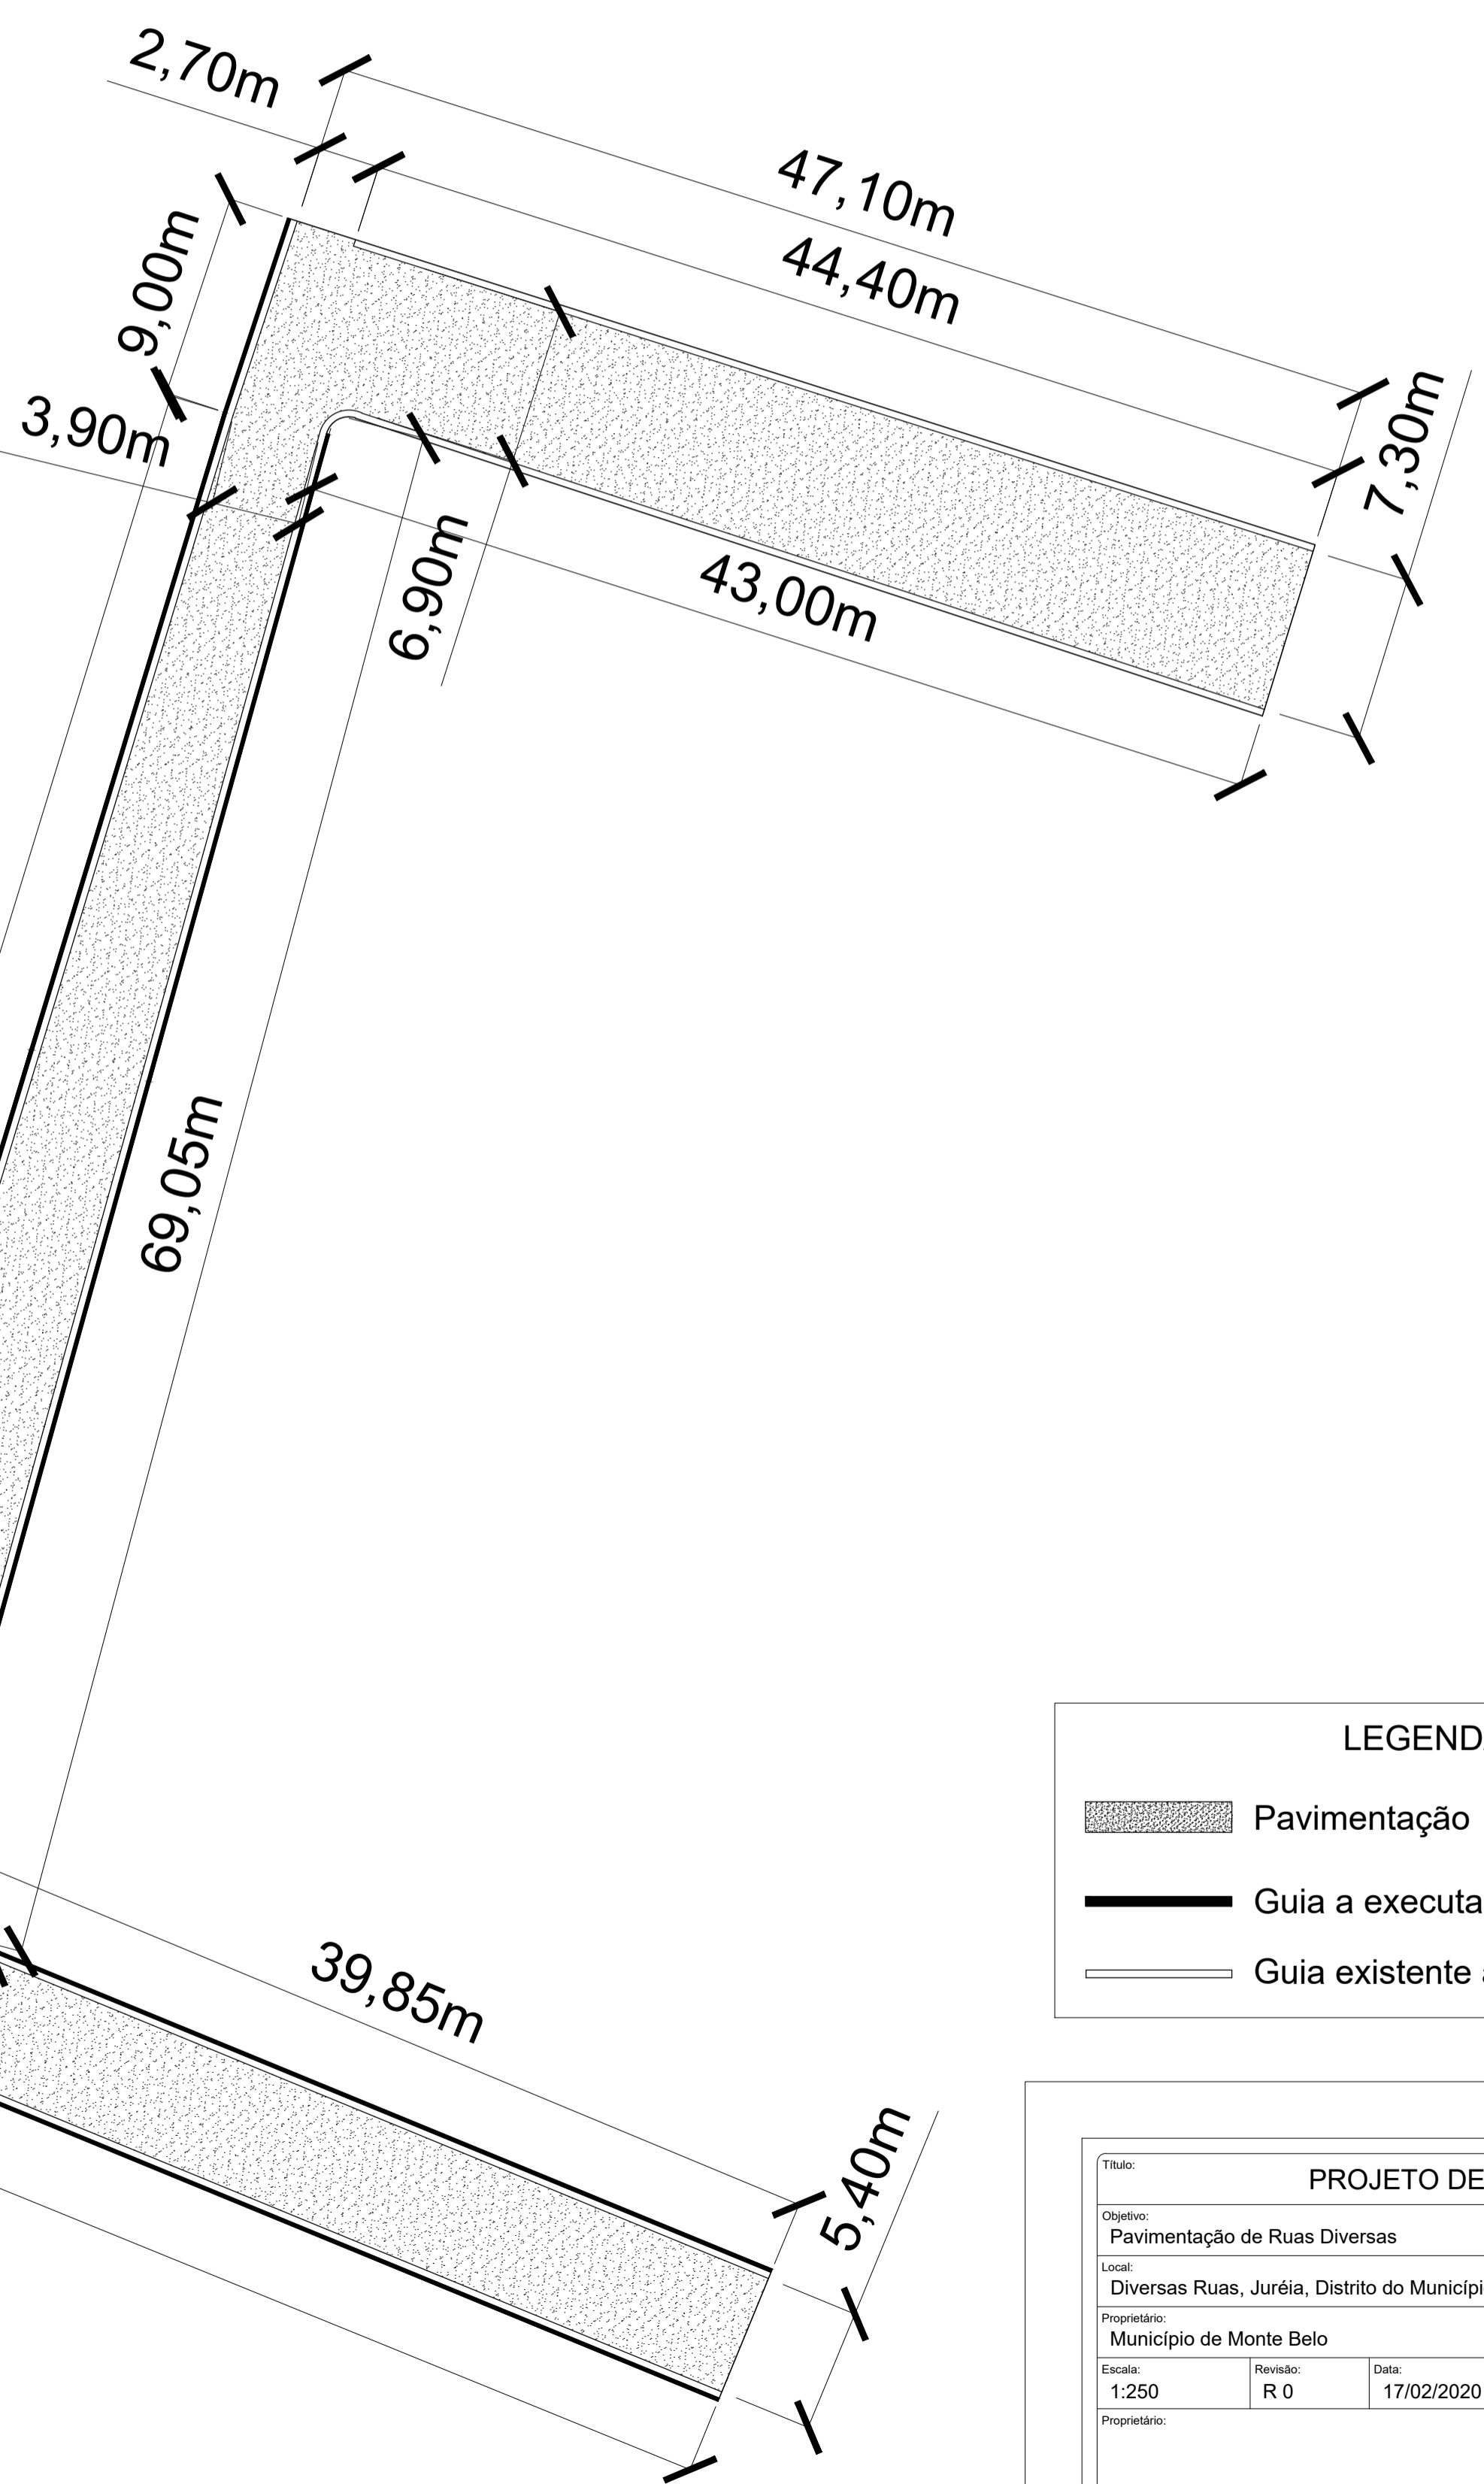 2,70m
47,10m
44,40m
9,00m
3,90m
7,30m
6,90m
43,00m
69,05m
39,85m
5,40m
LEGEND
Pavimentação
Guia a executa
Guia existente
Título:
PROJETO DE
Objetivo:
Pavimentação de Ruas Diversas
Local:
Diversas Ruas, Juréia, Distrito do Municípi
Proprietário:
Município de Monte Belo
Escala: Revisão: Data:
1:250 R 0 17/02/2020
Proprietário: